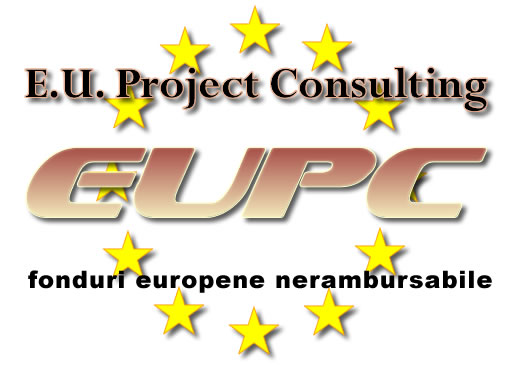 E.U. Project Consulting
EUPC
fonduri europene nerambursabile